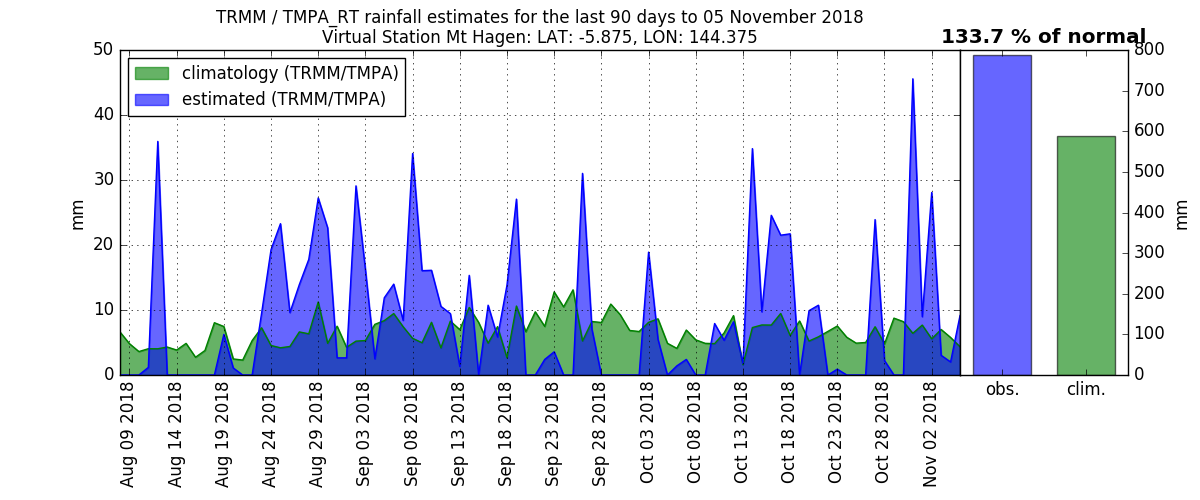 TRMM / TMPA_RT rainfall estimates for the last 90 days to 05 November 2018
Virtual Station Mt Hagen: LAT: -5.875, LON: 144.375
133.7 % of normal
climatology (TRMM/TMPA)
estimated (TRMM/TMPA)
50
40
30
20
10
0
mm
800
700
600
500
400
300
200
100
0
mm
Aug 09 2018
Aug 14 2018
Aug 19 2018
Aug 24 2018
Aug 29 2018
Sep 03 2018
Sep 08 2018
Sep 13 2018
Sep 18 2018
Sep 23 2018
Sep 28 2018
Oct 03 2018
Oct 08 2018
Oct 13 2018
Oct 18 2018
Oct 23 2018
Oct 28 2018
Nov 02 2018
obs.
clim.